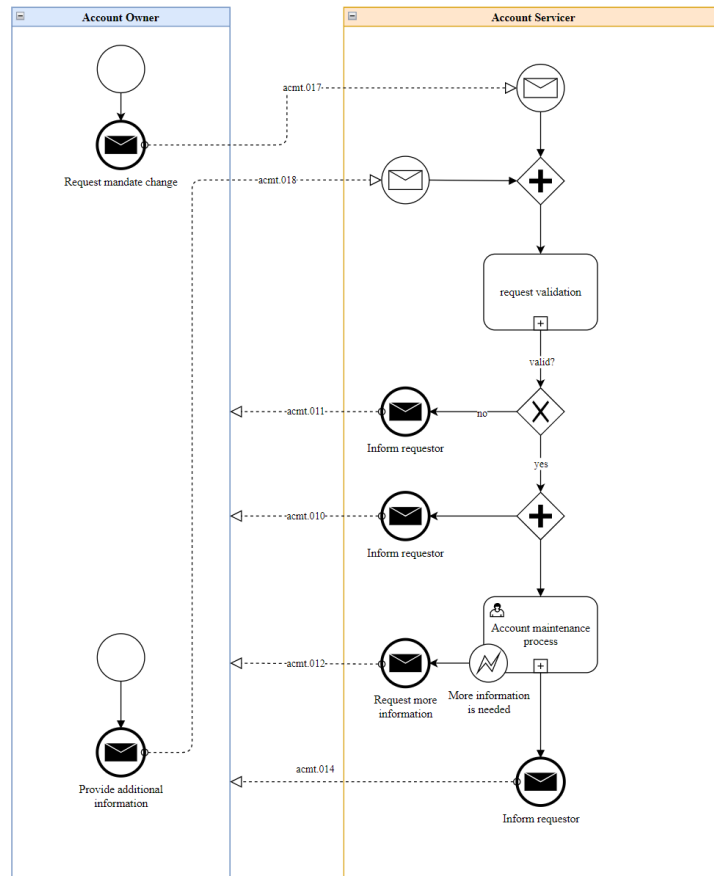 Account Owner
Account Servicer
acmt.017
Request mandate change
acmt.018
request validation
valid?
acmt.011
no
Inform requestor
yes
acmt.010
Inform requestor
Account maintenance
process
acmt.012
Request more
information
More information
is needed
acmt.014
Provide additional
information
Inform requestor